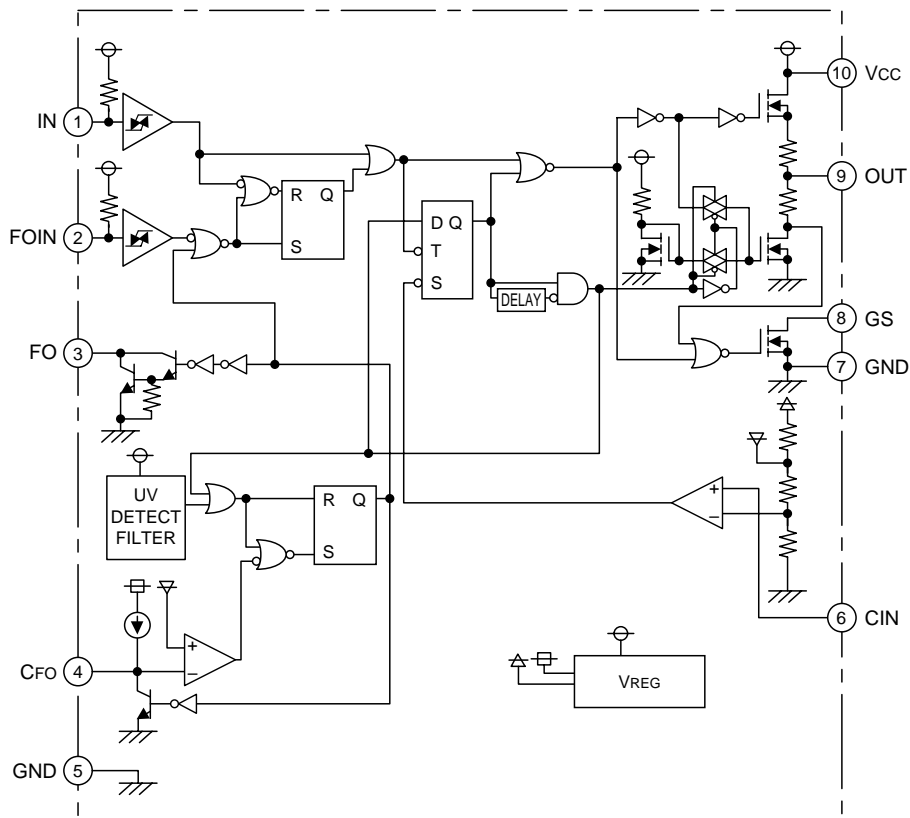 IN 1
10 VCC
R Q
S
9 OUT
FOIN 2
D Q
T
S
DELAY
8 GS
FO 3
7 GND
UV
DETECT
FILTER
R Q
S
+
−
6 CIN
+
−
CFO 4
VREG
GND 5